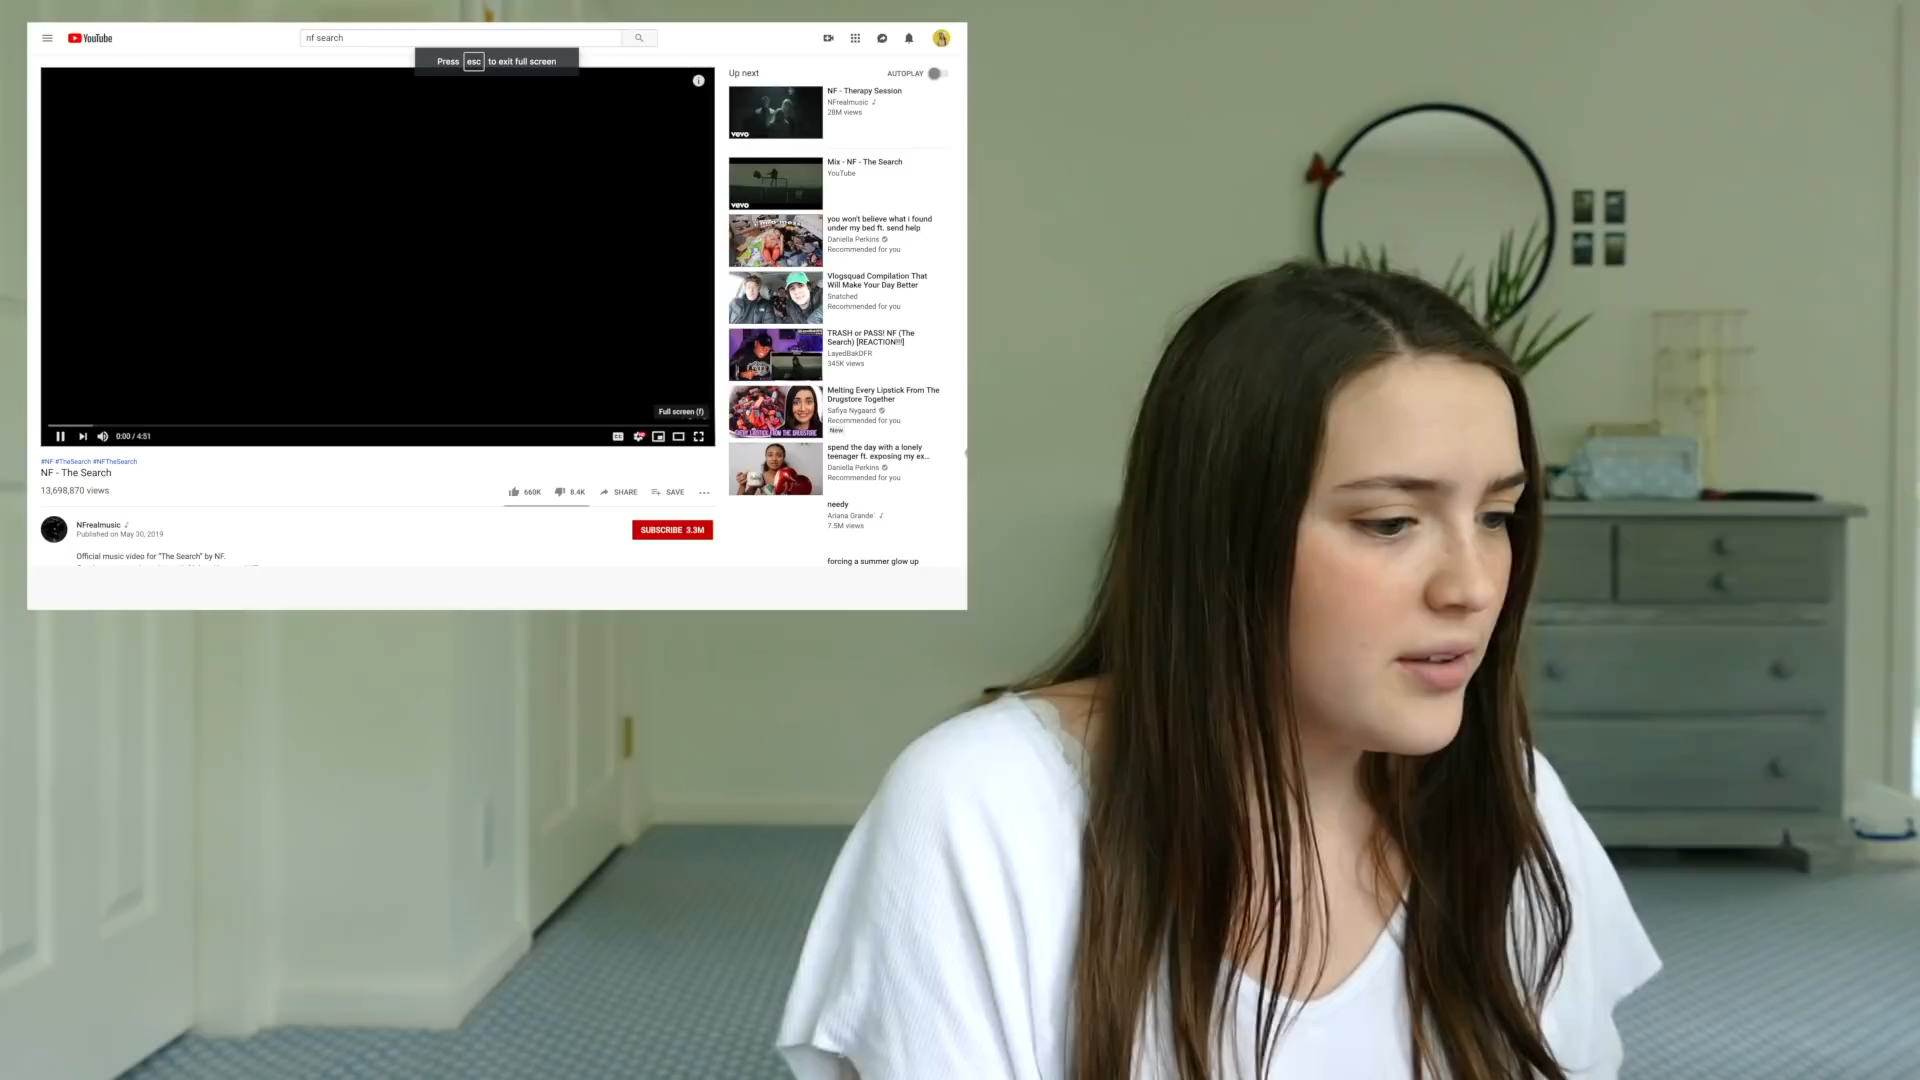 YouTube
nf search
Press esc to exit full screen
Full screen (f)
0:00 / 4:51
#NF #TheSearch #NFTheSearch
NF - The Search
13,698,870 views
660K
8.4K
SHARE
SAVE
NFrealmusic
Published on May 30, 2019
SUBSCRIBE 3.3M
Official music video for "The Search" by NF.
Up next
AUTOPLAY
vevo
NF - Therapy Session
NFrealmusic
28M views
vevo
Mix - NF - The Search
YouTube
you won't believe what i found
under my bed ft. send help
Daniella Perkins
Recommended for you
Vlogsquad Compilation That
Will Make Your Day Better
Snatched
Recommended for you
TRASH or PASS! NF (The
Search) [REACTION!!!]
LayedBakDFR
345K views
Melting Every Lipstick From The
Drugstore Together
Safiya Nygaard
Recommended for you
New
spend the day with a lonely
teenager ft. exposing my ex...
Daniella Perkins
Recommended for you
needy
Ariana Grande
7.5M views
forcing a summer glow up